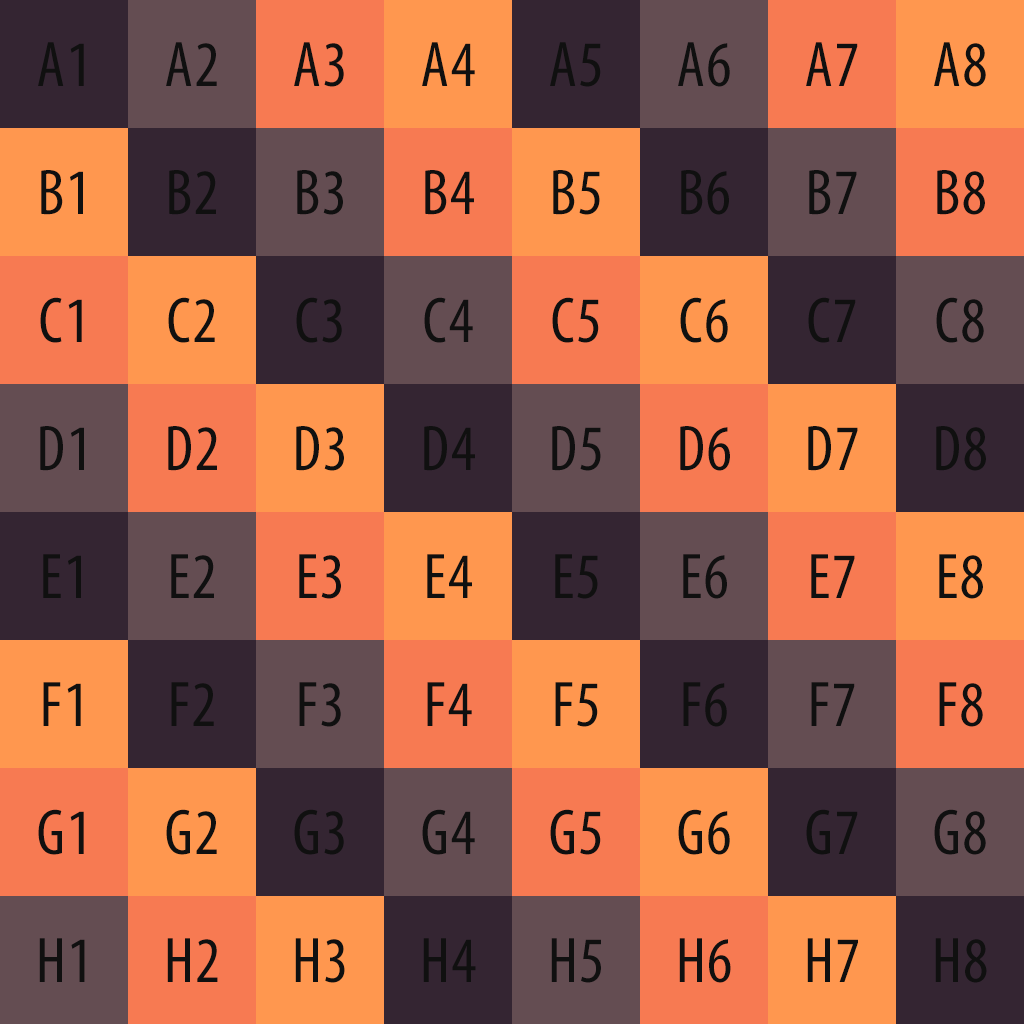 A1 A2 A3 A4 A5 A6 A7 A8
B1 B2 B3 B4 B5 B6 B7 B8
C1 C2 C3 C4 C5 C6 C7 C8
D1 D2 D3 D4 D5 D6 D7 D8
E1 E2 E3 E4 E5 E6 E7 E8
F1 F2 F3 F4 F5 F6 F7 F8
G1 G2 G3 G4 G5 G6 G7 G8
H1 H2 H3 H4 H5 H6 H7 H8